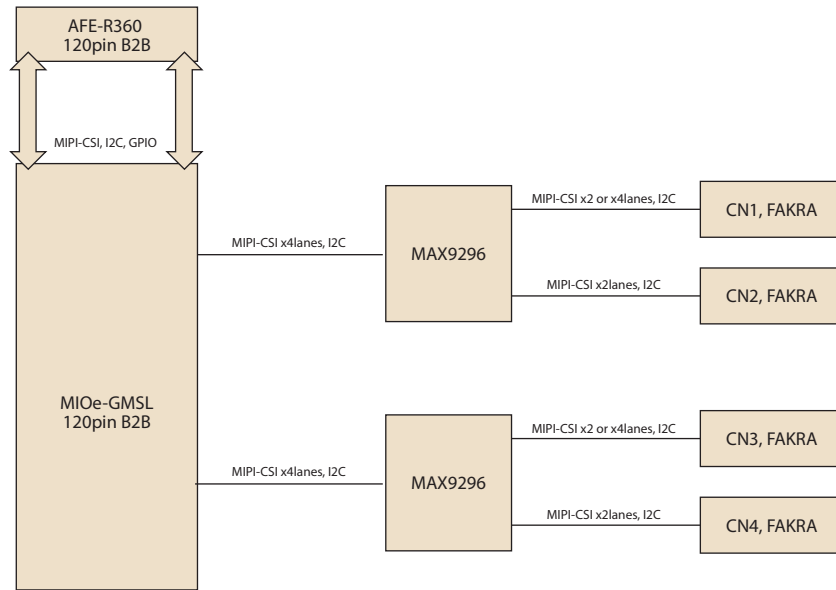 AFE-R360
120pin B2B
MIPI-CSI, I2C, GPIO
MIOe-GMSL
120pin B2B
MIPI-CSI x4lanes, I2C
MAX9296
MIPI-CSI x2 or x4lanes, I2C
CN1, FAKRA
MIPI-CSI x2lanes, I2C
CN2, FAKRA
MIPI-CSI x4lanes, I2C
MAX9296
MIPI-CSI x2 or x4lanes, I2C
CN3, FAKRA
MIPI-CSI x2lanes, I2C
CN4, FAKRA